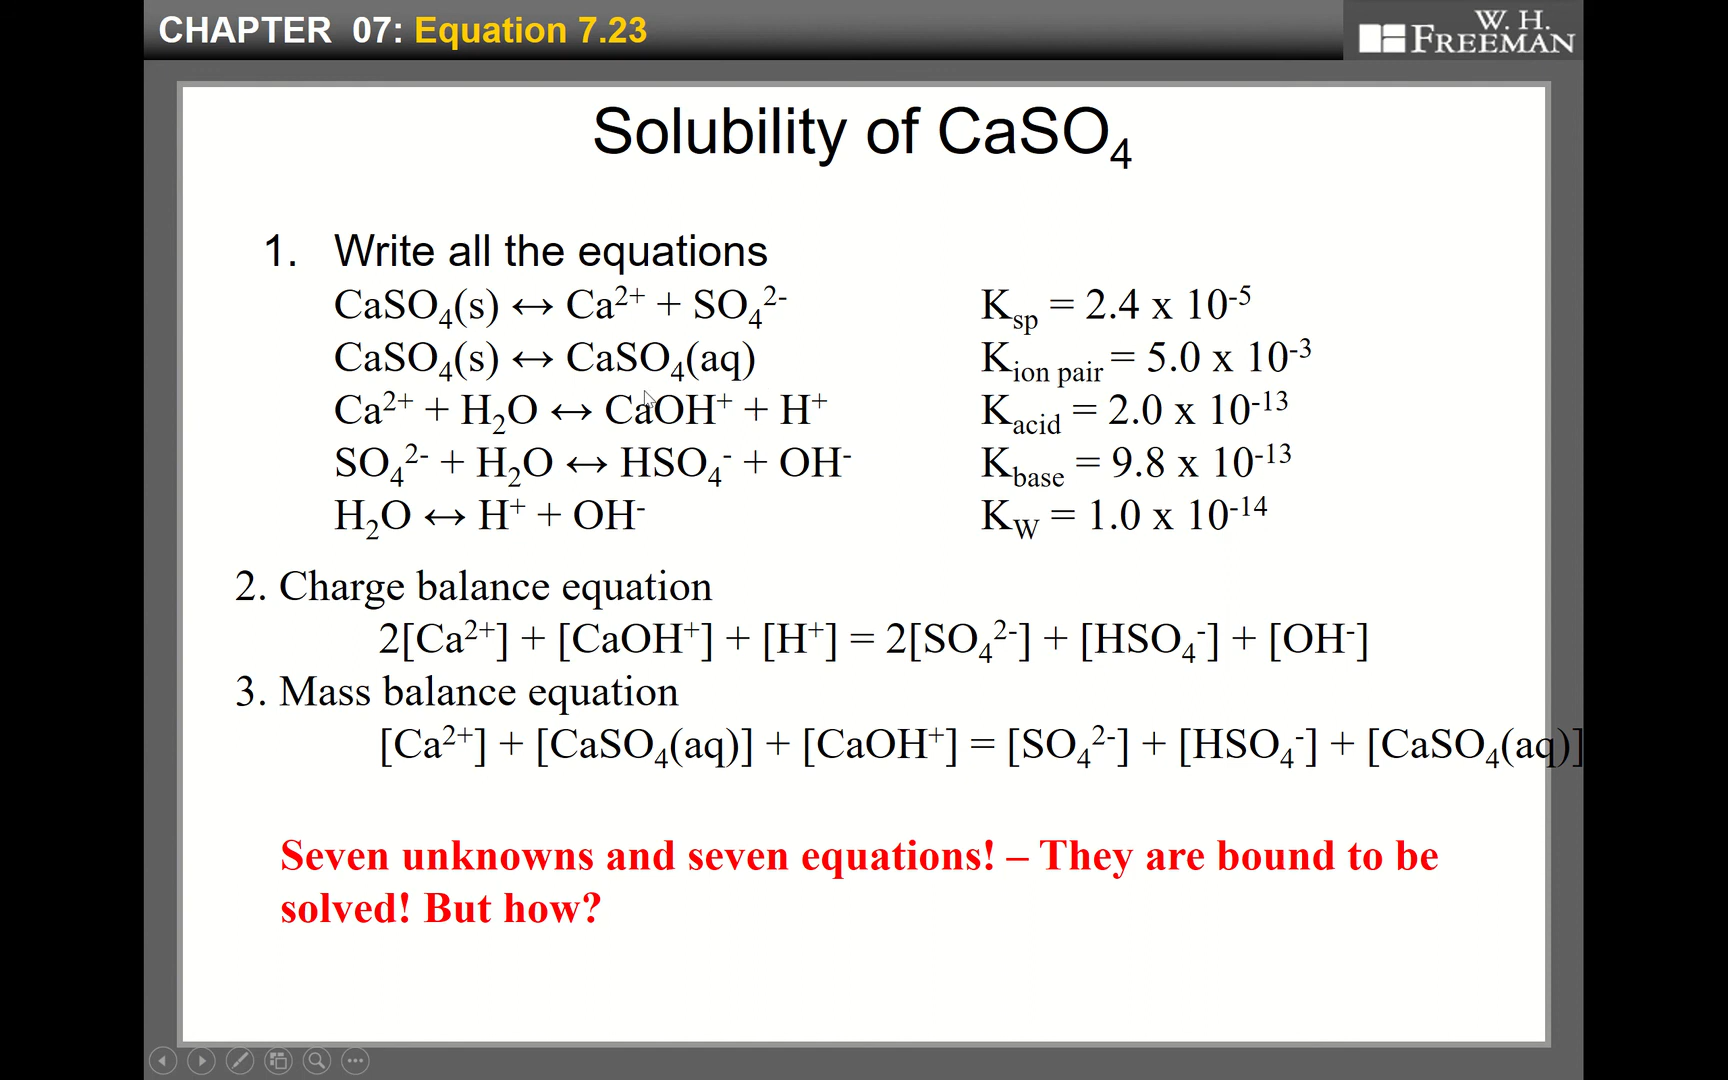 CHAPTER 07: Equation 7.23
W. H.
FREEMAN
Solubility of CaSO₄
1. Write all the equations
CaSO₄(s) ↔ Ca²⁺ + SO₄²⁻ Kₛₚ = 2.4 x 10⁻⁵
CaSO₄(s) ↔ CaSO₄(aq) K_ion pair = 5.0 x 10⁻³
Ca²⁺ + H₂O ↔ CaOH⁺ + H⁺ K_acid = 2.0 x 10⁻¹³
SO₄²⁻ + H₂O ↔ HSO₄⁻ + OH⁻ K_base = 9.8 x 10⁻¹³
H₂O ↔ H⁺ + OH⁻ K_W = 1.0 x 10⁻¹⁴
2. Charge balance equation
2[Ca²⁺] + [CaOH⁺] + [H⁺] = 2[SO₄²⁻] + [HSO₄⁻] + [OH⁻]
3. Mass balance equation
[Ca²⁺] + [CaSO₄(aq)] + [CaOH⁺] = [SO₄²⁻] + [HSO₄⁻] + [CaSO₄(aq)]
Seven unknowns and seven equations! – They are bound to be
solved! But how?